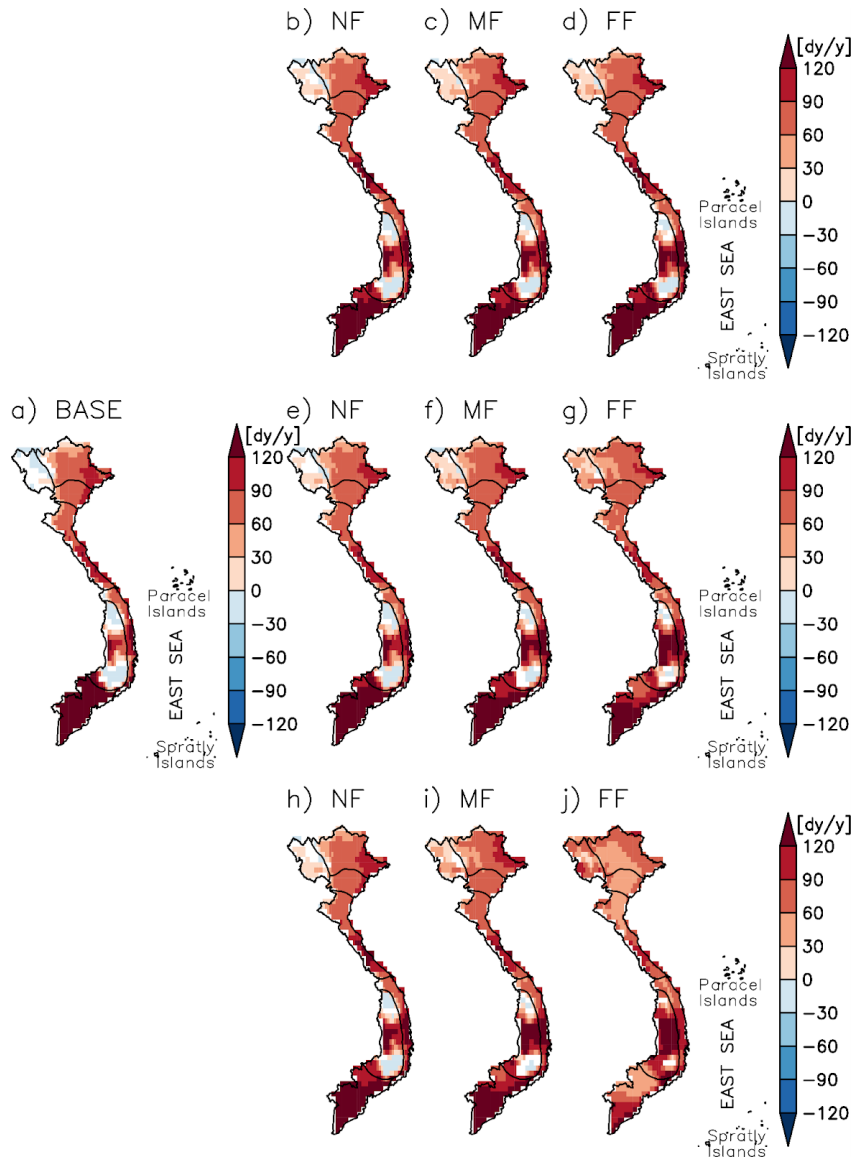 b) NF
c) MF
d) FF
[dy/y]
120
90
60
30
0
−30
−60
−90
−120
Paracel
Islands
EAST SEA
Spratly
Islands
a) BASE
[dy/y]
120
90
60
30
0
−30
−60
−90
−120
Paracel
Islands
EAST SEA
Spratly
Islands
e) NF
f) MF
g) FF
[dy/y]
120
90
60
30
0
−30
−60
−90
−120
Paracel
Islands
EAST SEA
Spratly
Islands
h) NF
i) MF
j) FF
[dy/y]
120
90
60
30
0
−30
−60
−90
−120
Paracel
Islands
EAST SEA
Spratly
Islands